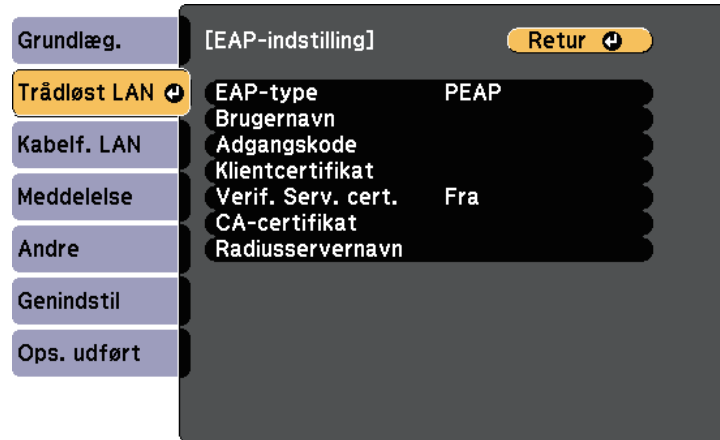 Grundlæg.
Trådløst LAN
Kabelf. LAN
Meddelelse
Andre
Genindstil
Ops. udført
[EAP-indstilling]
Retur
EAP-type PEAP
Brugernavn
Adgangskode
Klientcertifikat
Verif. Serv. cert. Fra
CA-certifikat
Radiusservernavn